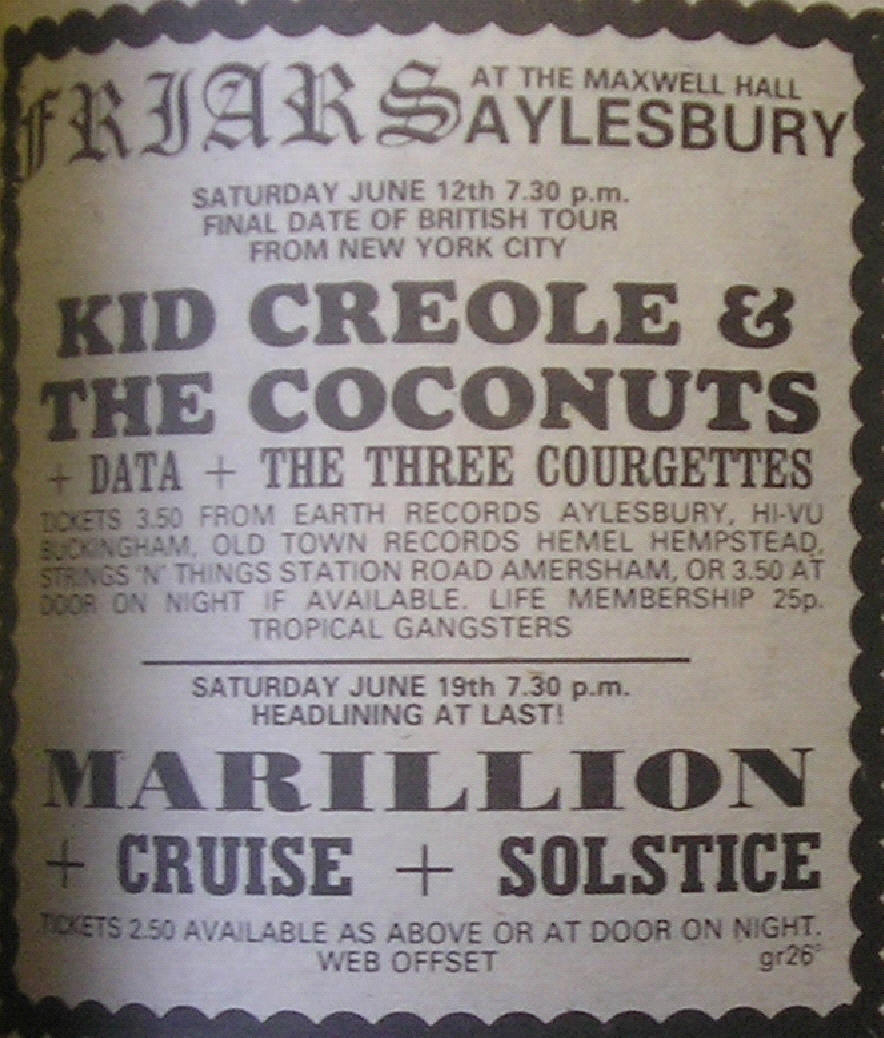 FRIARS AT THE MAXWELL HALL
AYLESBURY
SATURDAY JUNE 12th 7.30 p.m.
FINAL DATE OF BRITISH TOUR
FROM NEW YORK CITY
KID CREOLE &
THE COCONUTS
+ DATA + THE THREE COURGETTES
TICKETS 3.50 FROM EARTH RECORDS AYLESBURY, HI-VU
BUCKINGHAM, OLD TOWN RECORDS HEMEL HEMPSTEAD,
STRINGS 'N' THINGS STATION ROAD AMERSHAM, OR 3.50 AT
DOOR ON NIGHT IF AVAILABLE. LIFE MEMBERSHIP 25p.
TROPICAL GANGSTERS
SATURDAY JUNE 19th 7.30 p.m.
HEADLINING AT LAST!
MARILLION
+ CRUISE + SOLSTICE
TICKETS 2.50 AVAILABLE AS ABOVE OR AT DOOR ON NIGHT.
WEB OFFSET gr26°